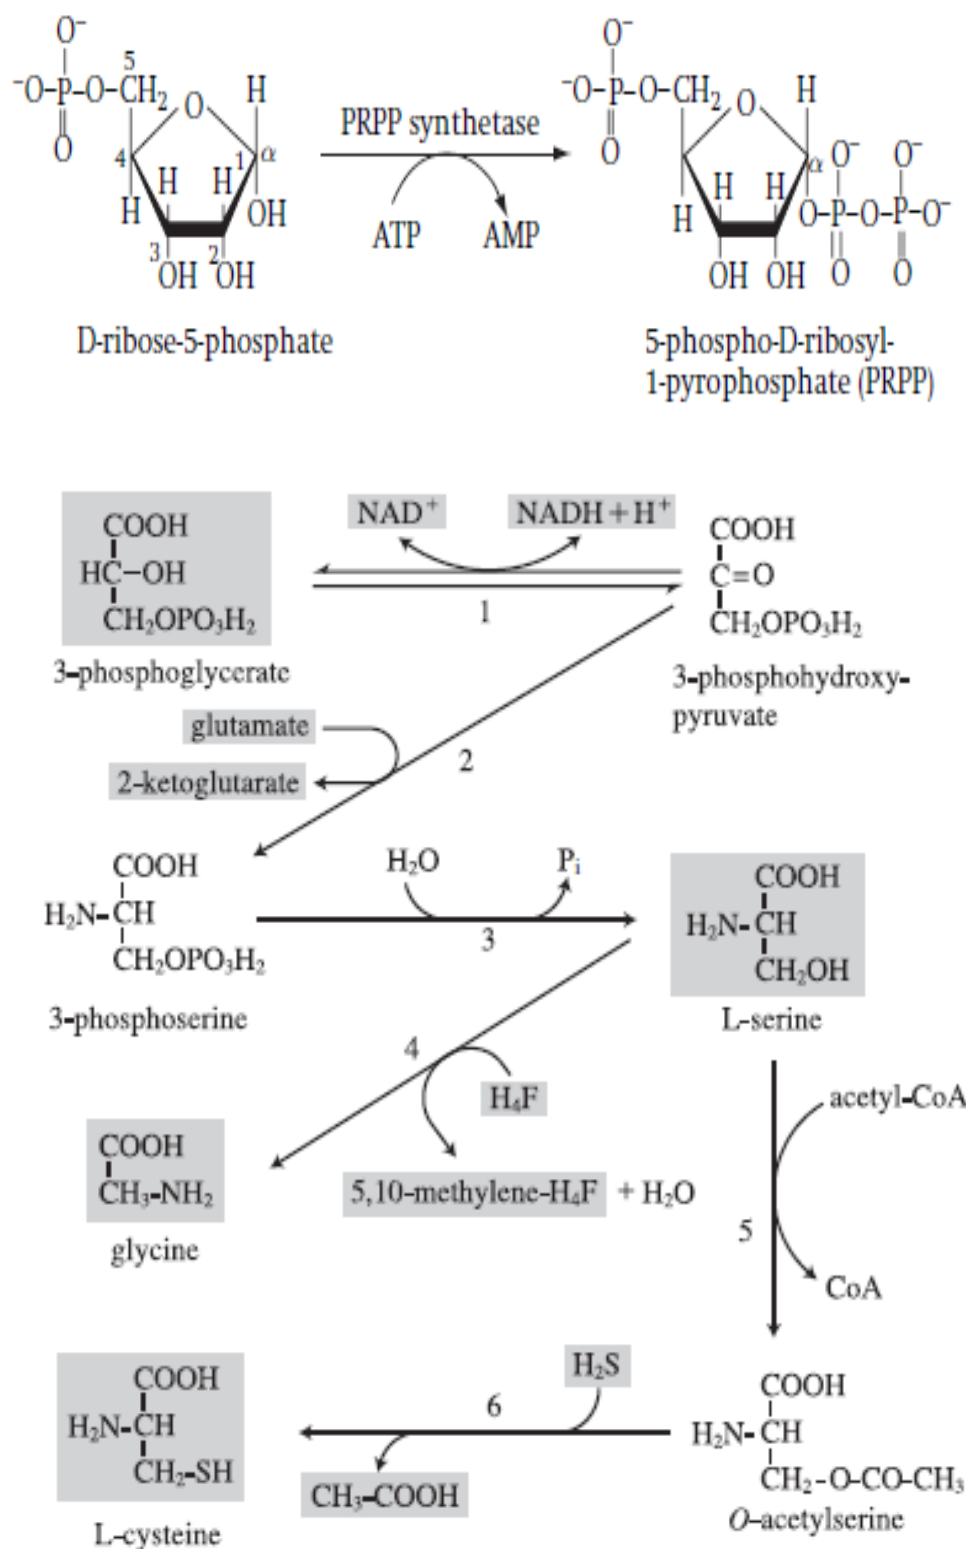 O⁻
⁻O-P-O-CH₂
5
O
H
O
4
1
α
H
H
H
OH
3
2
OH
OH
PRPP synthetase
ATP
AMP
O⁻
⁻O-P-O-CH₂
O
H
O
α
H
H
H
O⁻
O⁻
O-P-O-P-O⁻
O
O
OH
OH
D-ribose-5-phosphate
5-phospho-D-ribosyl-
1-pyrophosphate (PRPP)
COOH
HC-OH
CH₂OPO₃H₂
3-phosphoglycerate
NAD⁺
NADH+H⁺
1
COOH
C=O
CH₂OPO₃H₂
3-phosphohydroxy-
pyruvate
glutamate
2-ketoglutarate
2
COOH
H₂N-CH
CH₂OPO₃H₂
3-phosphoserine
H₂O
Pᵢ
3
COOH
H₂N-CH
CH₂OH
L-serine
4
H₄F
5,10-methylene-H₄F + H₂O
COOH
CH₃-NH₂
glycine
acetyl-CoA
5
CoA
COOH
H₂N-CH
CH₂-O-CO-CH₃
O-acetylserine
H₂S
6
CH₃-COOH
COOH
H₂N-CH
CH₂-SH
L-cysteine